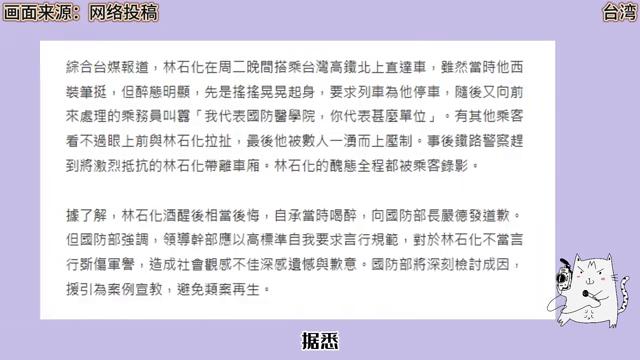 画面来源：网络投稿
台湾
綜合台媒報道，林石化在周二晚間搭乘台灣高鐵北上直達車，雖然當時他西
裝筆挺，但醉態明顯，先是搖搖晃晃起身，要求列車為他停車，隨後又向前
來處理的乘務員叫囂「我代表國防醫學院，你代表甚麼單位」。有其他乘客
看不過眼上前與林石化拉扯，最後他被數人一湧而上壓制。事後鐵路警察趕
到將激烈抵抗的林石化帶離車廂。林石化的醜態全程都被乘客錄影。
據了解，林石化酒醒後相當後悔，自承當時喝醉，向國防部長嚴德發道歉。
但國防部強調，領導幹部應以高標準自我要求言行規範，對於林石化不當言
行斲傷軍譽，造成社會觀感不佳深感遺憾與歉意。國防部將深刻檢討成因，
援引為案例宣教，避免類案再生。
据悉